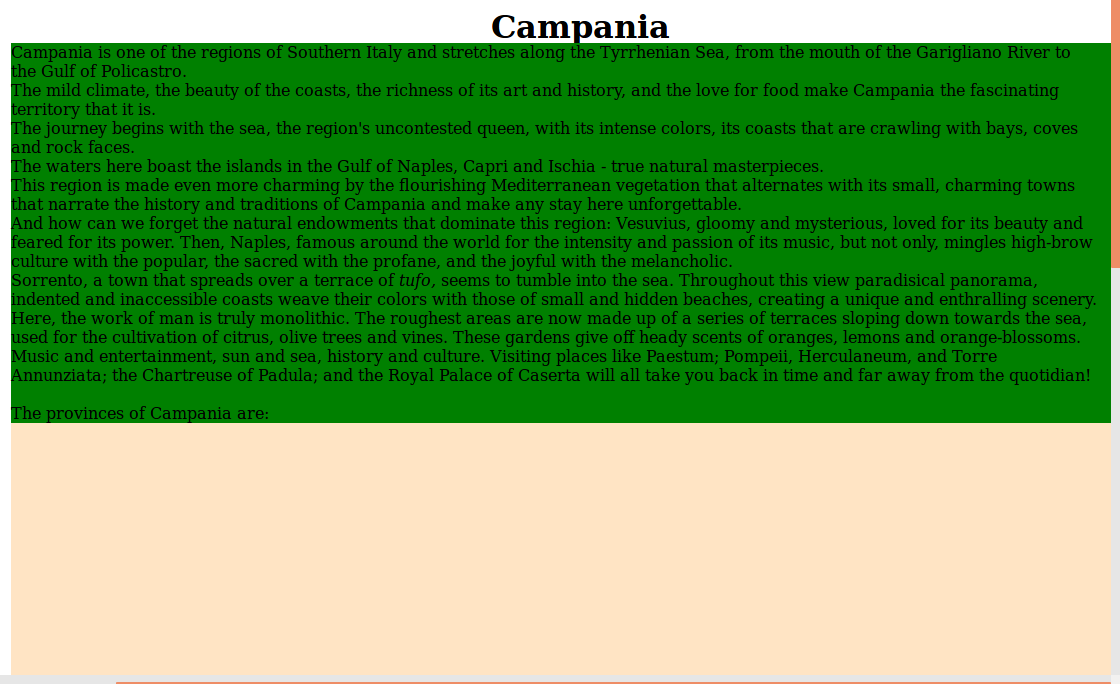 Campania
Campania is one of the regions of Southern Italy and stretches along the Tyrrhenian Sea, from the mouth of the Garigliano River to
the Gulf of Policastro.
The mild climate, the beauty of the coasts, the richness of its art and history, and the love for food make Campania the fascinating
territory that it is.
The journey begins with the sea, the region's uncontested queen, with its intense colors, its coasts that are crawling with bays, coves
and rock faces.
The waters here boast the islands in the Gulf of Naples, Capri and Ischia - true natural masterpieces.
This region is made even more charming by the flourishing Mediterranean vegetation that alternates with its small, charming towns
that narrate the history and traditions of Campania and make any stay here unforgettable.
And how can we forget the natural endowments that dominate this region: Vesuvius, gloomy and mysterious, loved for its beauty and
feared for its power. Then, Naples, famous around the world for the intensity and passion of its music, but not only, mingles high-brow
culture with the popular, the sacred with the profane, and the joyful with the melancholic.
Sorrento, a town that spreads over a terrace of tufo, seems to tumble into the sea. Throughout this view paradisical panorama,
indented and inaccessible coasts weave their colors with those of small and hidden beaches, creating a unique and enthralling scenery.
Here, the work of man is truly monolithic. The roughest areas are now made up of a series of terraces sloping down towards the sea,
used for the cultivation of citrus, olive trees and vines. These gardens give off heady scents of oranges, lemons and orange-blossoms.
Music and entertainment, sun and sea, history and culture. Visiting places like Paestum; Pompeii, Herculaneum, and Torre
Annunziata; the Chartreuse of Padula; and the Royal Palace of Caserta will all take you back in time and far away from the quotidian!
The provinces of Campania are: